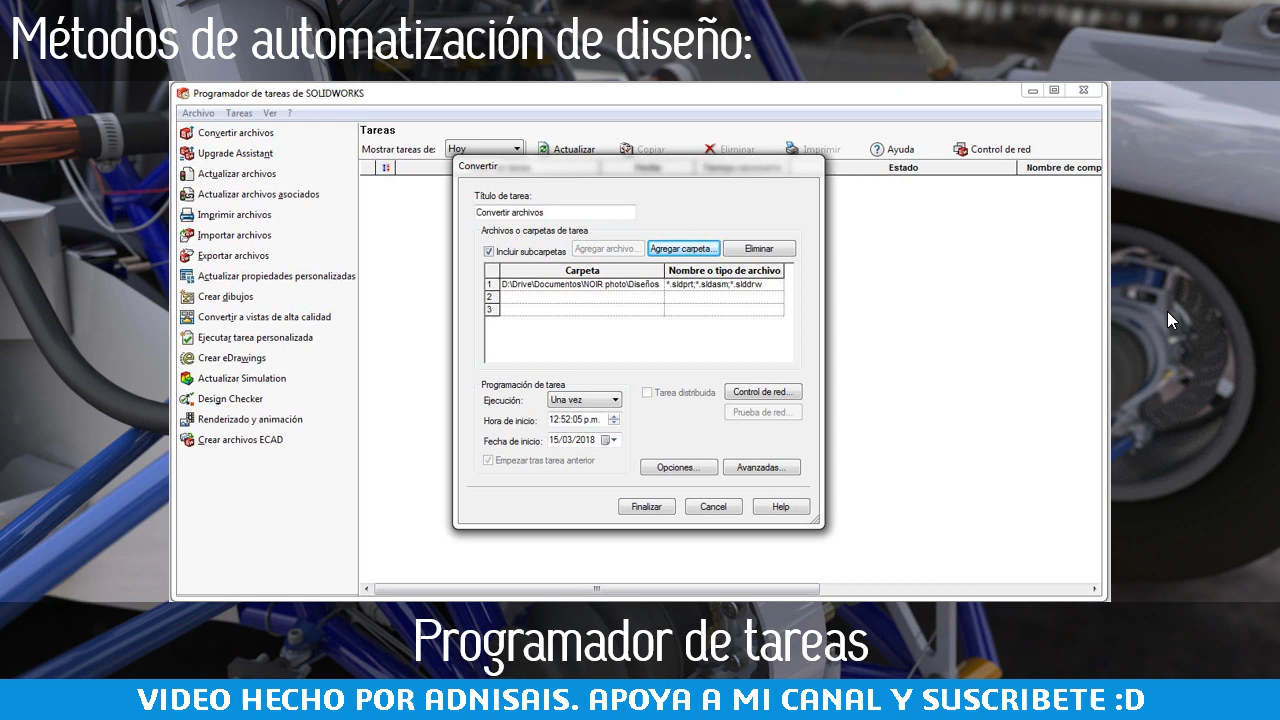 Métodos de automatización de diseño:
Programador de tareas de SOLIDWORKS
Archivo Tareas Ver ?
Convertir archivos
Upgrade Assistant
Actualizar archivos
Actualizar archivos asociados
Imprimir archivos
Importar archivos
Exportar archivos
Actualizar propiedades personalizadas
Crear dibujos
Convertir a vistas de alta calidad
Ejecutar tarea personalizada
Crear eDrawings
Actualizar Simulation
Design Checker
Renderizado y animación
Crear archivos ECAD
Tareas
Mostrar tareas de: Hoy Actualizar Copiar Eliminar Imprimir Ayuda Control de red
Estado Nombre de comp
Convertir
Título de tarea:
Convertir archivos
Archivos o carpetas de tarea
Incluir subcarpetas Agregar archivo... Agregar carpeta... Eliminar
Carpeta Nombre o tipo de archivo
1 D:\Drive\Documentos\NOIR photo\Diseños *.sldprt;*.sldasm;*.slddrw
2
3
Programación de tarea
Ejecución: Una vez
Hora de inicio: 12:52:05 p.m.
Fecha de inicio: 15/03/2018
Empezar tras tarea anterior
Tarea distribuida Control de red...
Prueba de red...
Opciones... Avanzadas...
Finalizar Cancel Help
Programador de tareas
VIDEO HECHO POR ADNISAIS. APOYA A MI CANAL Y SUSCRIBETE :D